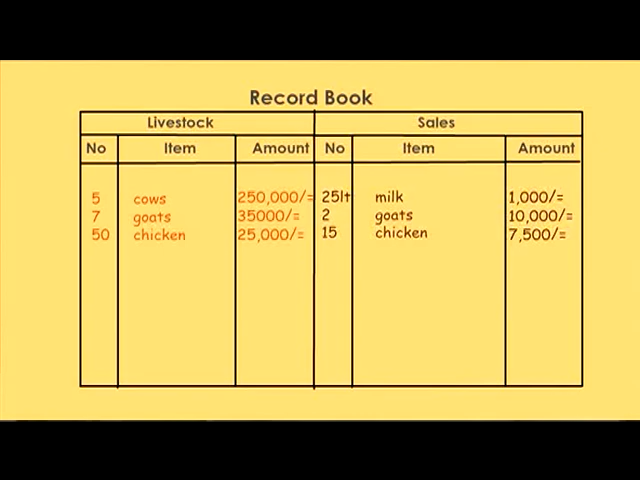 Record Book
Livestock Sales
No Item Amount No Item Amount
5 cows 250,000/= 25lt milk 1,000/=
7 goats 35000/= 2 goats 10,000/=
50 chicken 25,000/= 15 chicken 7,500/=